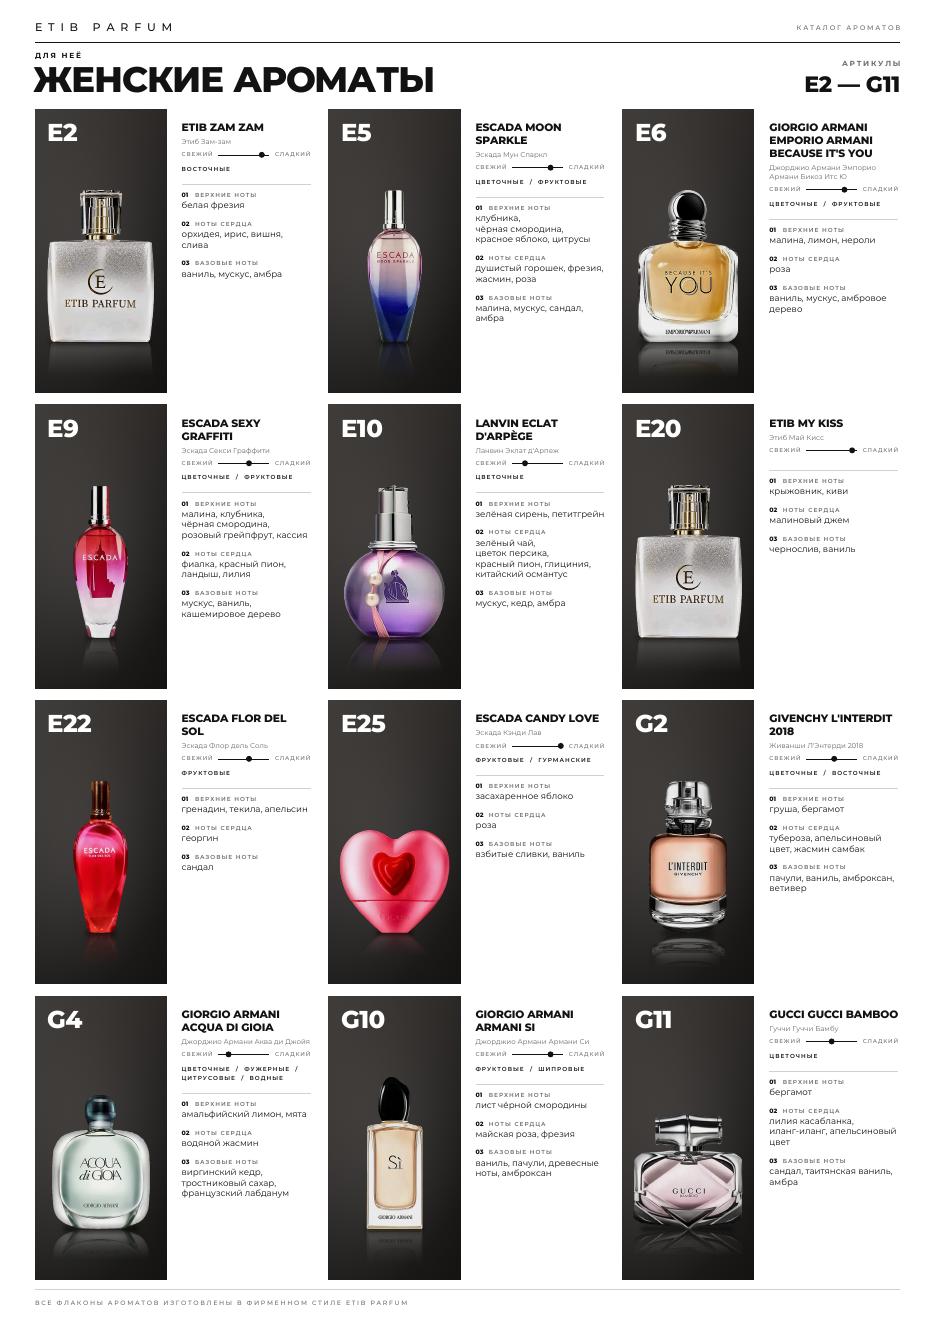 ETIB PARFUM
КАТАЛОГ АРОМАТОВ
ДЛЯ НЕЁ
ЖЕНСКИЕ АРОМАТЫ
АРТИКУЛЫ
E2 — G11
E2
CE
ETIB PARFUM
ETIB ZAM ZAM
Этиб Зам-зам
СВЕЖИЙ СЛАДКИЙ
ВОСТОЧНЫЕ
01 ВЕРХНИЕ НОТЫ
белая фрезия
02 НОТЫ СЕРДЦА
орхидея, ирис, вишня,
слива
03 БАЗОВЫЕ НОТЫ
ваниль, мускус, амбра
E5
ESCADA
MOON SPARKLE
ESCADA MOON
SPARKLE
Эскада Мун Спаркл
СВЕЖИЙ СЛАДКИЙ
ЦВЕТОЧНЫЕ / ФРУКТОВЫЕ
01 ВЕРХНИЕ НОТЫ
клубника,
чёрная смородина,
красное яблоко, цитрусы
02 НОТЫ СЕРДЦА
душистый горошек, фрезия,
жасмин, роза
03 БАЗОВЫЕ НОТЫ
малина, мускус, сандал,
амбра
E6
BECAUSE IT'S
YOU
EMPORIO ARMANI
GIORGIO ARMANI
EMPORIO ARMANI
BECAUSE IT'S YOU
Джорджио Армани Эмпорио
Армани Бикоз Итс Ю
СВЕЖИЙ СЛАДКИЙ
ЦВЕТОЧНЫЕ / ФРУКТОВЫЕ
01 ВЕРХНИЕ НОТЫ
малина, лимон, нероли
02 НОТЫ СЕРДЦА
роза
03 БАЗОВЫЕ НОТЫ
ваниль, мускус, амбровое
дерево
E9
ESCADA
ESCADA SEXY
GRAFFITI
Эскада Секси Граффити
СВЕЖИЙ СЛАДКИЙ
ЦВЕТОЧНЫЕ / ФРУКТОВЫЕ
01 ВЕРХНИЕ НОТЫ
малина, клубника,
чёрная смородина,
розовый грейпфрут, кассия
02 НОТЫ СЕРДЦА
фиалка, красный пион,
ландыш, лилия
03 БАЗОВЫЕ НОТЫ
мускус, ваниль,
кашемировое дерево
E10
LANVIN ECLAT
D'ARPÈGE
Ланвин Эклат д'Арпеж
СВЕЖИЙ СЛАДКИЙ
ЦВЕТОЧНЫЕ
01 ВЕРХНИЕ НОТЫ
зелёная сирень, петитгрейн
02 НОТЫ СЕРДЦА
зелёный чай,
цветок персика,
красный пион, глициния,
китайский османтус
03 БАЗОВЫЕ НОТЫ
мускус, кедр, амбра
E20
CE
ETIB PARFUM
ETIB MY KISS
Этиб Май Кисс
СВЕЖИЙ СЛАДКИЙ
01 ВЕРХНИЕ НОТЫ
крыжовник, киви
02 НОТЫ СЕРДЦА
малиновый джем
03 БАЗОВЫЕ НОТЫ
чернослив, ваниль
E22
ESCADA
ESCADA FLOR DEL
SOL
Эскада Флор дель Соль
СВЕЖИЙ СЛАДКИЙ
ФРУКТОВЫЕ
01 ВЕРХНИЕ НОТЫ
гренадин, текила, апельсин
02 НОТЫ СЕРДЦА
георгин
03 БАЗОВЫЕ НОТЫ
сандал
E25
ESCADA CANDY LOVE
Эскада Кэнди Лав
СВЕЖИЙ СЛАДКИЙ
ФРУКТОВЫЕ / ГУРМАНСКИЕ
01 ВЕРХНИЕ НОТЫ
засахаренное яблоко
02 НОТЫ СЕРДЦА
роза
03 БАЗОВЫЕ НОТЫ
взбитые сливки, ваниль
G2
L'INTERDIT
GIVENCHY
GIVENCHY L'INTERDIT
2018
Живанши Л'Энтерди 2018
СВЕЖИЙ СЛАДКИЙ
ЦВЕТОЧНЫЕ / ВОСТОЧНЫЕ
01 ВЕРХНИЕ НОТЫ
груша, бергамот
02 НОТЫ СЕРДЦА
тубероза, апельсиновый
цвет, жасмин самбак
03 БАЗОВЫЕ НОТЫ
пачули, ваниль, амброксан,
ветивер
G4
ACQUA
di GIOIA
GIORGIO ARMANI
GIORGIO ARMANI
ACQUA DI GIOIA
Джорджио Армани Аква ди Джойя
СВЕЖИЙ СЛАДКИЙ
ЦВЕТОЧНЫЕ / ФУЖЕРНЫЕ /
ЦИТРУСОВЫЕ / ВОДНЫЕ
01 ВЕРХНИЕ НОТЫ
амальфийский лимон, мята
02 НОТЫ СЕРДЦА
водяной жасмин
03 БАЗОВЫЕ НОТЫ
виргинский кедр,
тростниковый сахар,
французский лабданум
G10
Sì
GIORGIO ARMANI
GIORGIO ARMANI
ARMANI SI
Джорджио Армани Армани Си
СВЕЖИЙ СЛАДКИЙ
ФРУКТОВЫЕ / ШИПРОВЫЕ
01 ВЕРХНИЕ НОТЫ
лист чёрной смородины
02 НОТЫ СЕРДЦА
майская роза, фрезия
03 БАЗОВЫЕ НОТЫ
ваниль, пачули, древесные
ноты, амброксан
G11
GUCCI
BAMBOO
GUCCI GUCCI BAMBOO
Гуччи Гуччи Бамбу
СВЕЖИЙ СЛАДКИЙ
ЦВЕТОЧНЫЕ
01 ВЕРХНИЕ НОТЫ
бергамот
02 НОТЫ СЕРДЦА
лилия касабланка,
иланг-иланг, апельсиновый
цвет
03 БАЗОВЫЕ НОТЫ
сандал, таитянская ваниль,
амбра
ВСЕ ФЛАКОНЫ АРОМАТОВ ИЗГОТОВЛЕНЫ В ФИРМЕННОМ СТИЛЕ ETIB PARFUM